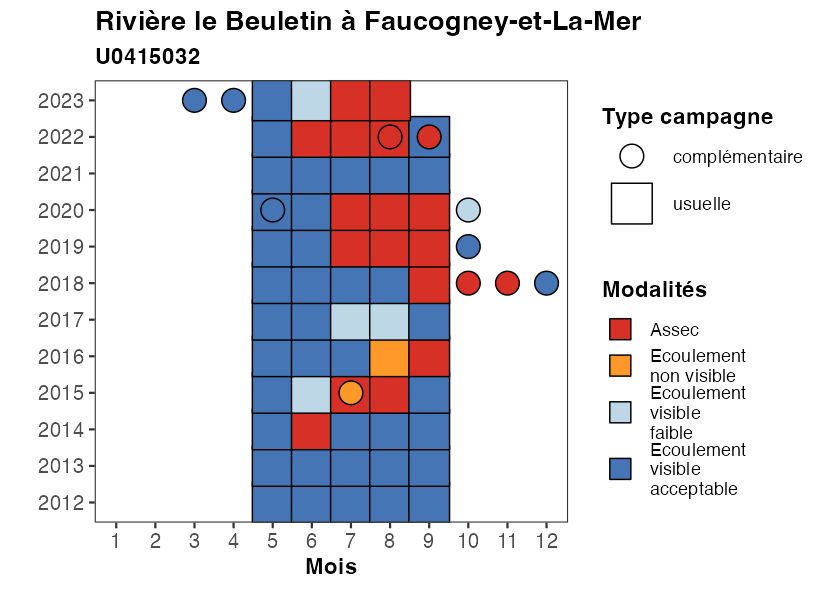 Rivière le Beuletin à Faucogney-et-La-Mer
U0415032
2023
2022
2021
2020
2019
2018
2017
2016
2015
2014
2013
2012
1 2 3 4 5 6 7 8 9 10 11 12
Mois
Type campagne
complémentaire
usuelle
Modalités
Assec
Ecoulement
non visible
Ecoulement
visible
faible
Ecoulement
visible
acceptable